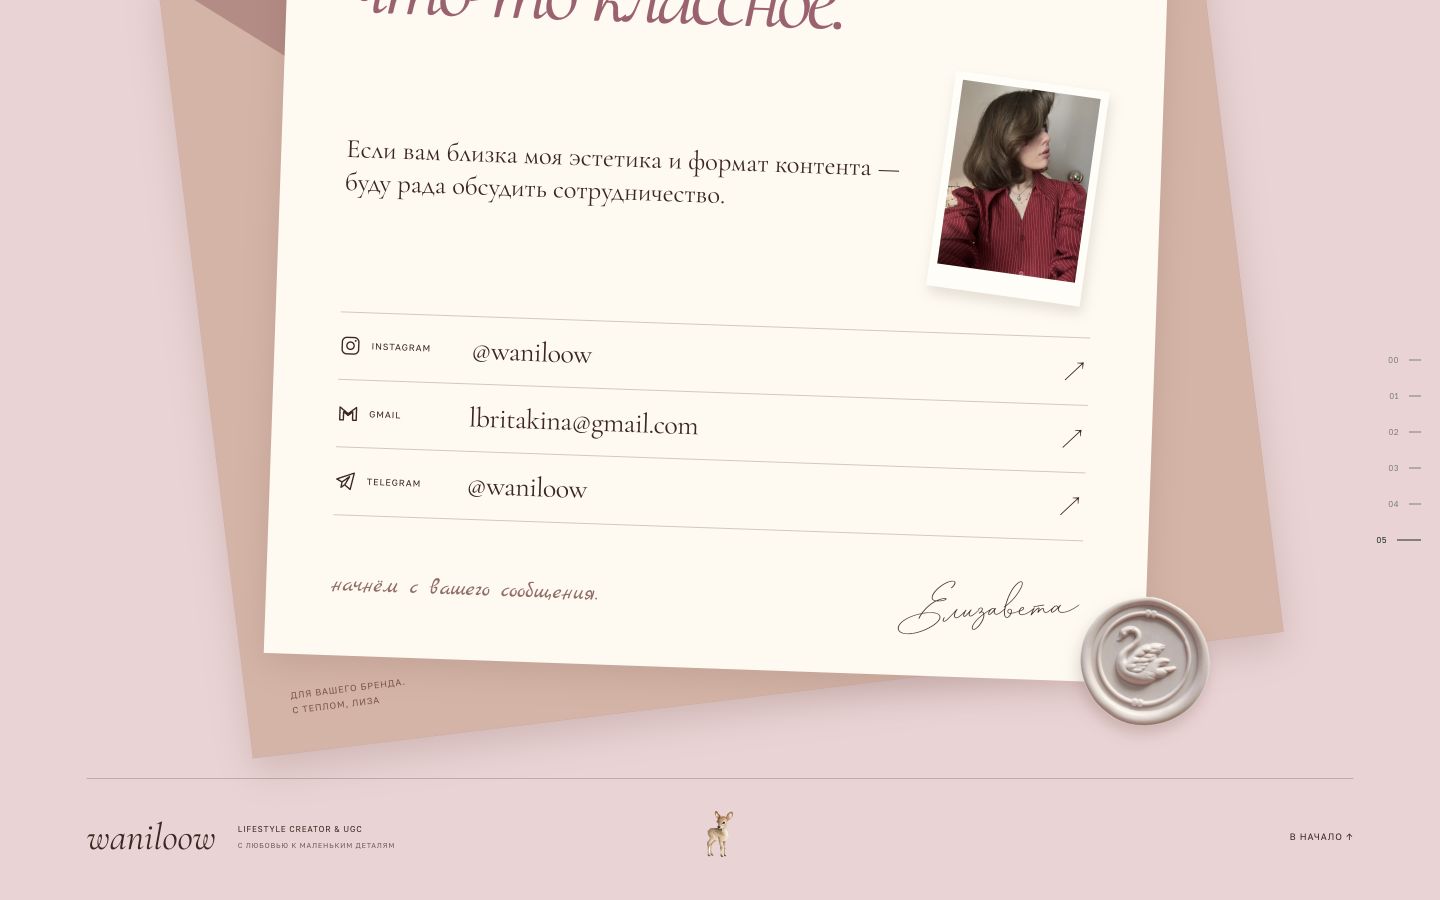 что-то классное.
Если вам близка моя эстетика и формат контента —
буду рада обсудить сотрудничество.
INSTAGRAM @waniloow ↗
GMAIL lbritakina@gmail.com ↗
TELEGRAM @waniloow ↗
начнём с вашего сообщения.
Елизавета
ДЛЯ ВАШЕГО БРЕНДА.
С ТЕПЛОМ, ЛИЗА
00
01
02
03
04
05
waniloow
LIFESTYLE CREATOR & UGC
С ЛЮБОВЬЮ К МАЛЕНЬКИМ ДЕТАЛЯМ
В НАЧАЛО ↑